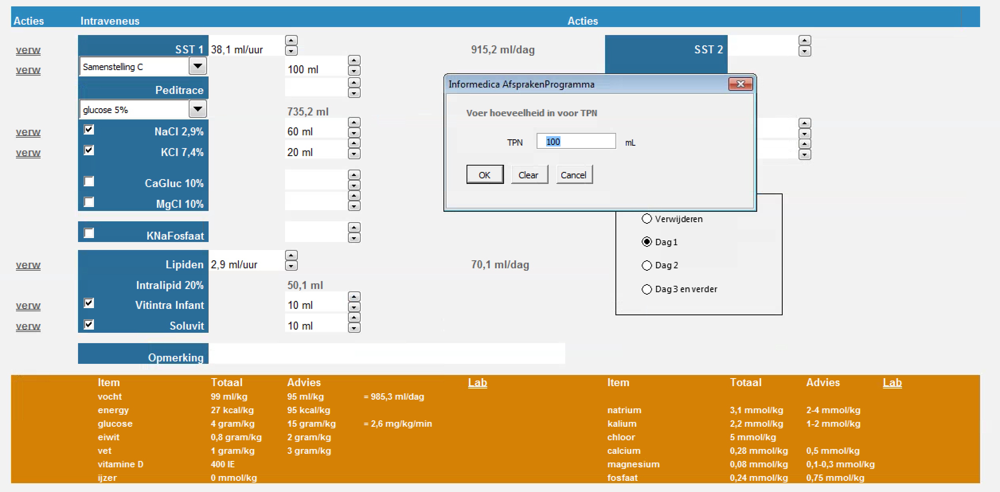 Acties Intraveneus Acties
verw SST 1 38,1 ml/uur 915,2 ml/dag SST 2
verw Samenstelling C 100 ml
Informedica AfsprakenProgramma
Peditrace
glucose 5% 735,2 ml
Voer hoeveelheid in voor TPN
verw NaCl 2,9% 60 ml
TPN 100 mL
verw KCl 7,4% 20 ml
OK Clear Cancel
CaGluc 10%
MgCl 10%
Verwijderen
KNaFosfaat
Dag 1
verw Lipiden 2,9 ml/uur 70,1 ml/dag
Dag 2
Intralipid 20% 50,1 ml
Dag 3 en verder
verw Vitintra Infant 10 ml
verw Soluvit 10 ml
Opmerking
Item Totaal Advies Lab Item Totaal Advies Lab
vocht 99 ml/kg 95 ml/kg = 985,3 ml/dag
energy 27 kcal/kg 95 kcal/kg natrium 3,1 mmol/kg 2-4 mmol/kg
glucose 4 gram/kg 15 gram/kg = 2,6 mg/kg/min kalium 2,2 mmol/kg 1-2 mmol/kg
eiwit 0,8 gram/kg 2 gram/kg chloor 5 mmol/kg
vet 1 gram/kg 3 gram/kg calcium 0,28 mmol/kg 0,5 mmol/kg
vitamine D 400 IE magnesium 0,08 mmol/kg 0,1-0,3 mmol/kg
ijzer 0 mmol/kg fosfaat 0,24 mmol/kg 0,75 mmol/kg